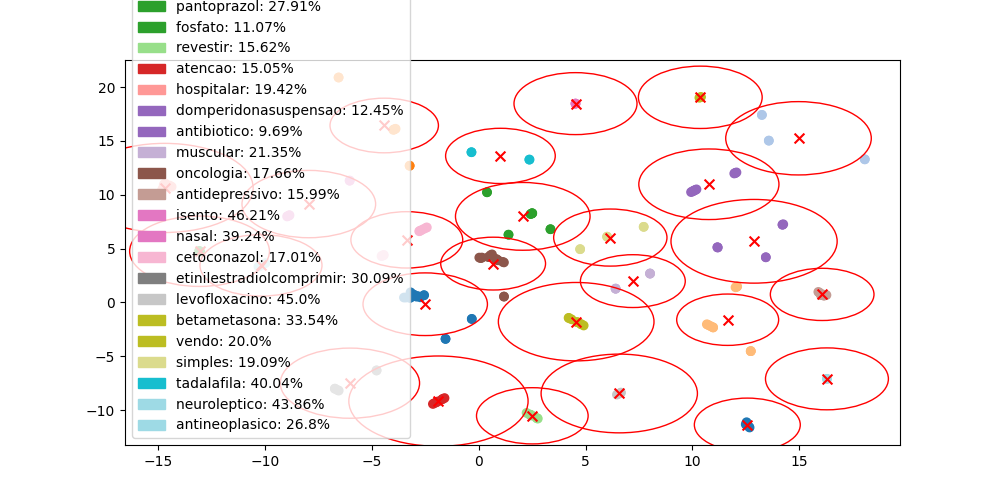 pantoprazol: 27.91%
fosfato: 11.07%
revestir: 15.62%
atencao: 15.05%
hospitalar: 19.42%
domperidonasuspensao: 12.45%
antibiotico: 9.69%
muscular: 21.35%
oncologia: 17.66%
antidepressivo: 15.99%
isento: 46.21%
nasal: 39.24%
cetoconazol: 17.01%
etinilestradiolcomprimir: 30.09%
levofloxacino: 45.0%
betametasona: 33.54%
vendo: 20.0%
simples: 19.09%
tadalafila: 40.04%
neuroleptico: 43.86%
antineoplasico: 26.8%
20
15
10
5
0
−5
−10
−15 −10 −5 0 5 10 15